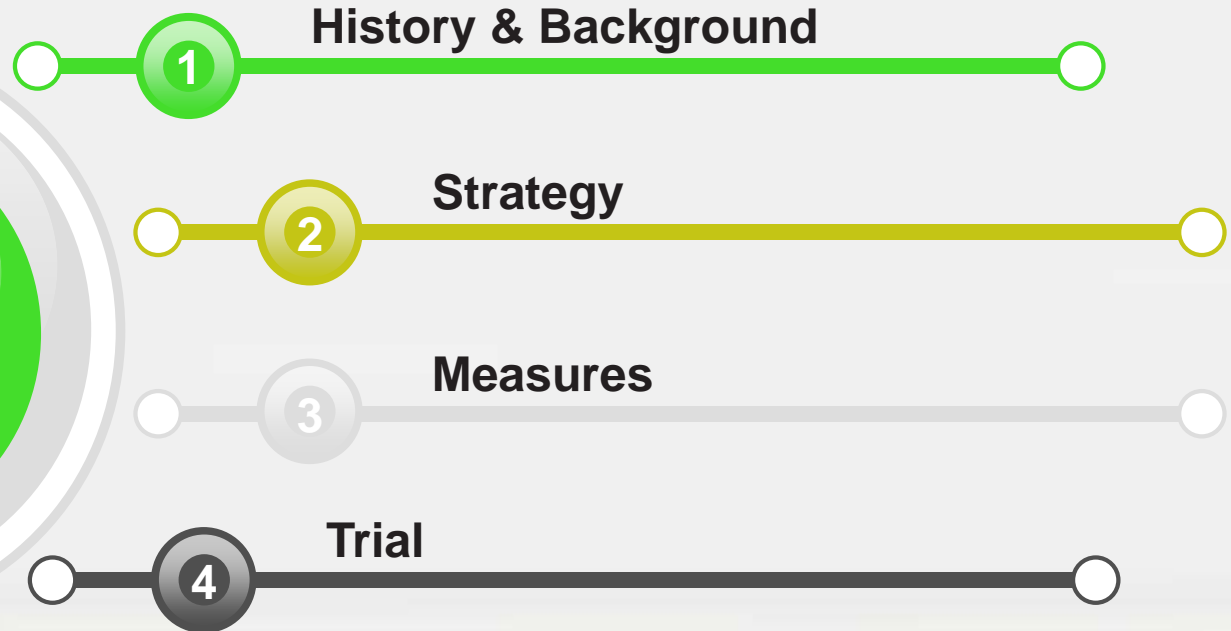 History & Background
1
Strategy
2
Measures
3
Trial
4